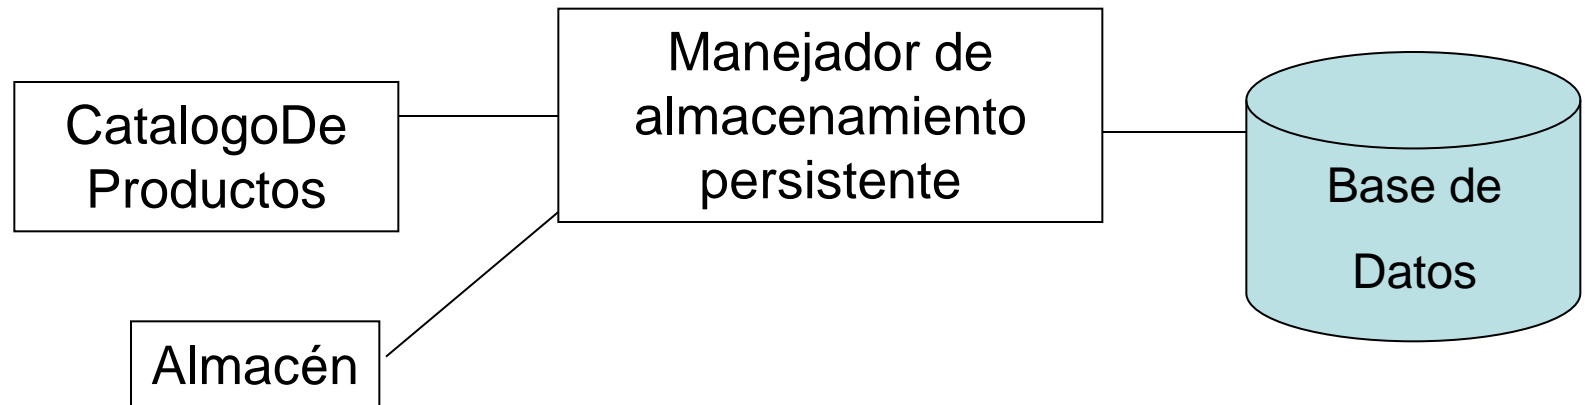 CatalogoDe
Productos
Manejador de
almacenamiento
persistente
Base de
Datos
Almacén